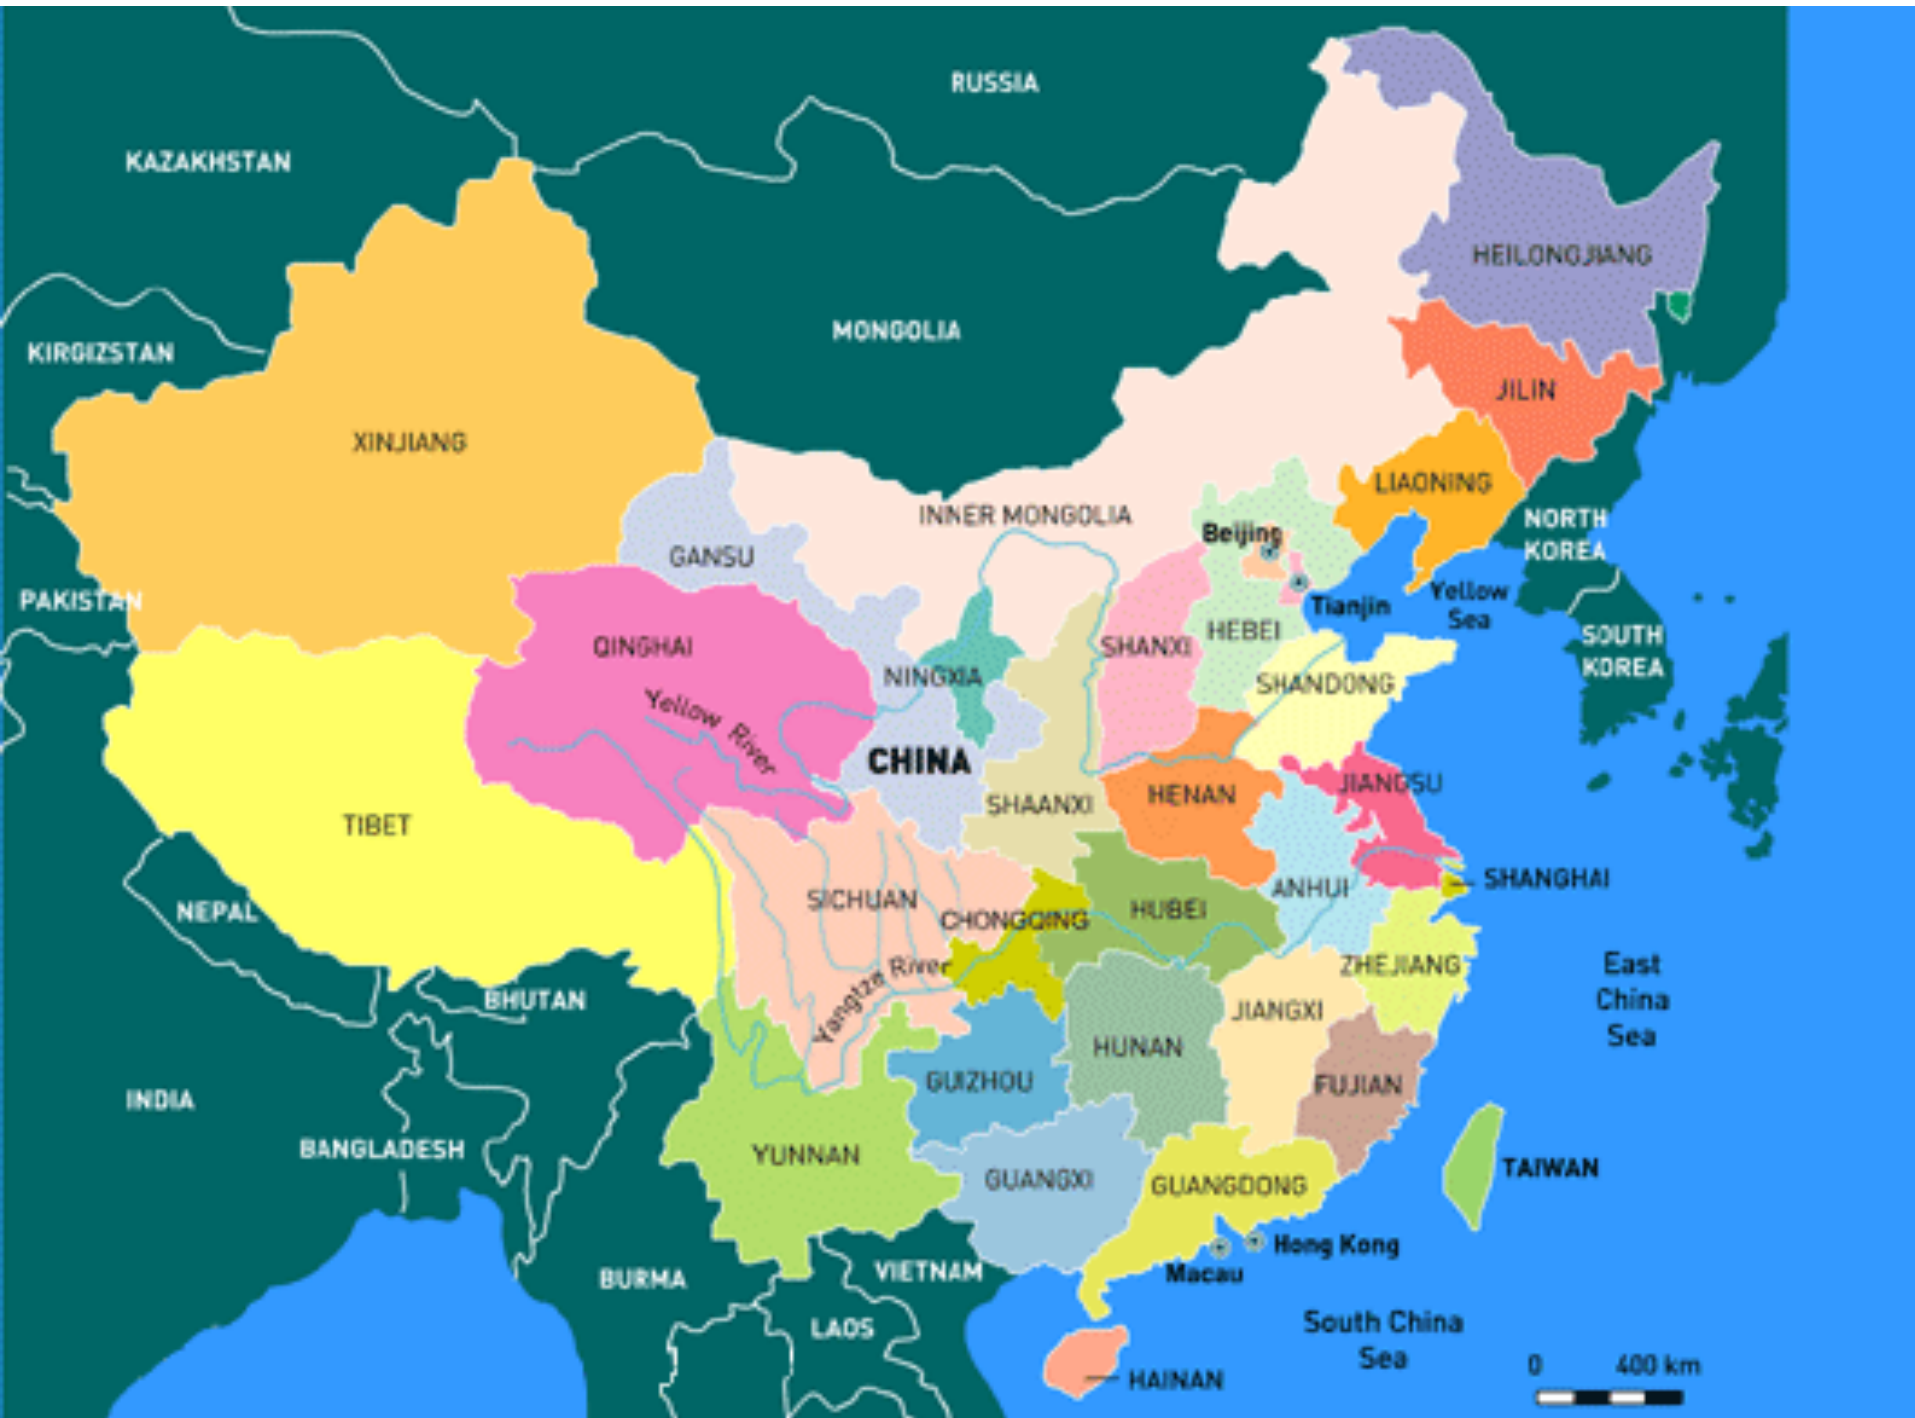 RUSSIA
KAZAKHSTAN
HEILONGJIANG
MONGOLIA
KIRGIZSTAN
JILIN
XINJIANG
LIAONING
INNER MONGOLIA
NORTH
KOREA
Beijing
GANSU
PAKISTAN
Yellow
Sea
Tianjin
HEBEI
SOUTH
KOREA
QINGHAI
SHANXI
NINGXIA
SHANDONG
Yellow River
CHINA
JIANGSU
HENAN
SHAANXI
TIBET
SHANGHAI
ANHUI
SICHUAN
HUBEI
NEPAL
CHONGQING
ZHEJIANG
East
China
Sea
Yangtze River
BHUTAN
JIANGXI
HUNAN
GUIZHOU
FUJIAN
INDIA
BANGLADESH
YUNNAN
TAIWAN
GUANGXI
GUANGDONG
Hong Kong
Macau
VIETNAM
BURMA
LAOS
South China
Sea
0 400 km
HAINAN